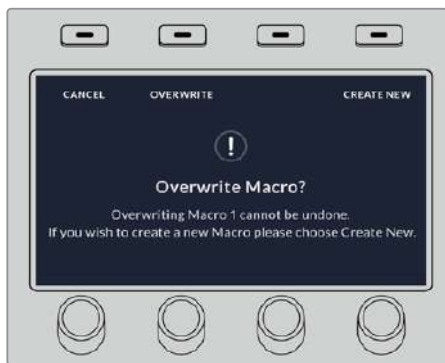 CANCEL OVERWRITE CREATE NEW
Overwrite Macro?
Overwriting Macro 1 cannot be undone.
If you wish to create a new Macro please choose Create New.